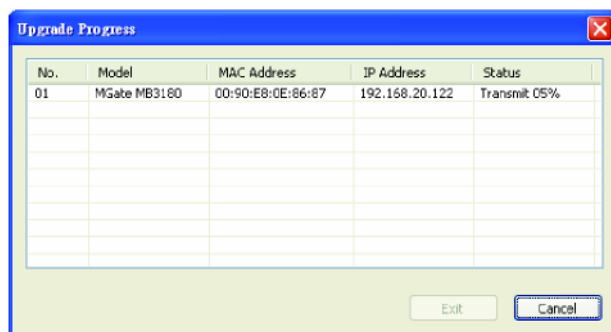 Upgrade Progress
No. Model MAC Address IP Address Status
01 MGate MB3180 00:90:E8:0E:86:87 192.168.20.122 Transmit 05%
Exit Cancel